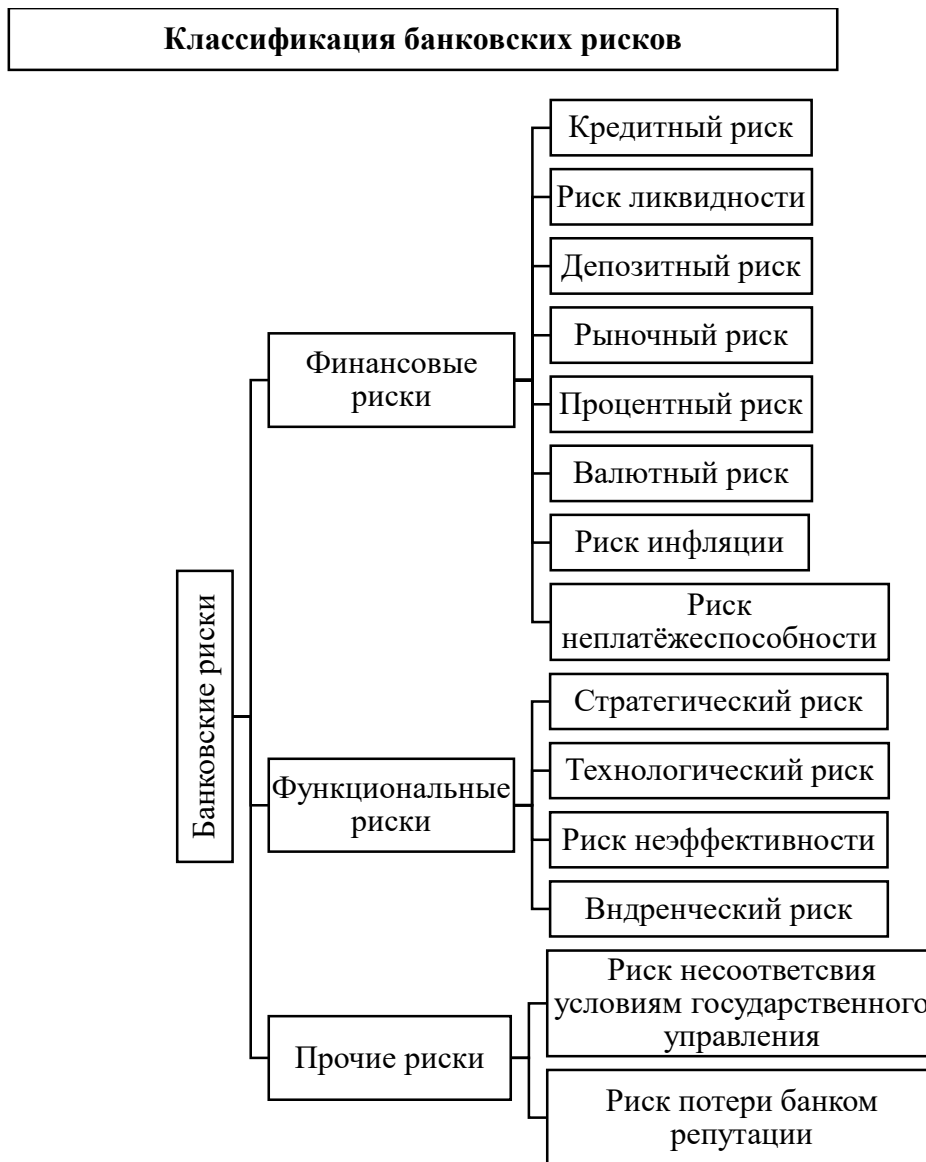 Классификация банковских рисков
Банковские риски
Финансовые
риски
Кредитный риск
Риск ликвидности
Депозитный риск
Рыночный риск
Процентный риск
Валютный риск
Риск инфляции
Риск
неплатёжеспособности
Функциональные
риски
Стратегический риск
Технологический риск
Риск неэффективности
Вндренческий риск
Прочие риски
Риск несоответсвия
условиям государственного
управления
Риск потери банком
репутации